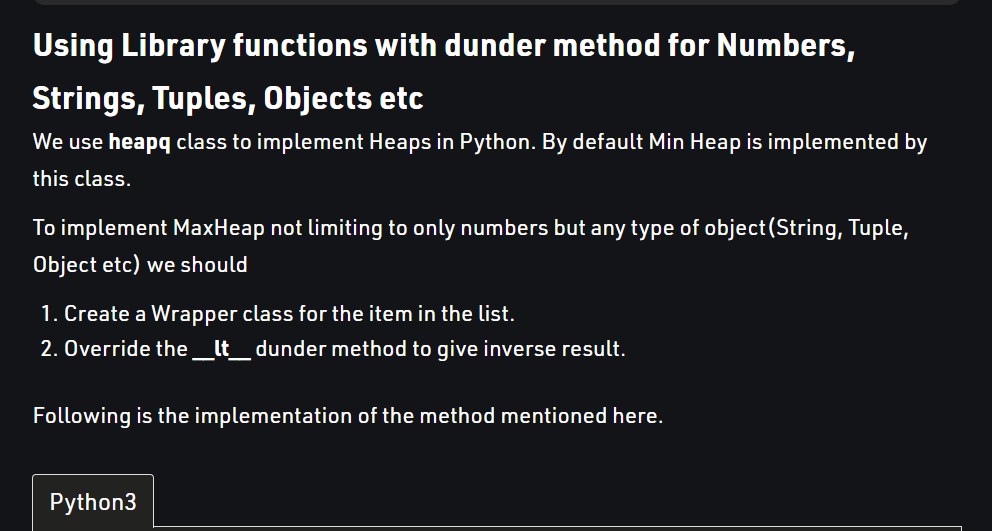 Using Library functions with dunder method for Numbers,
Strings, Tuples, Objects etc
We use heapq class to implement Heaps in Python. By default Min Heap is implemented by
this class.
To implement MaxHeap not limiting to only numbers but any type of object(String, Tuple,
Object etc) we should
1. Create a Wrapper class for the item in the list.
2. Override the __lt__ dunder method to give inverse result.
Following is the implementation of the method mentioned here.
Python3